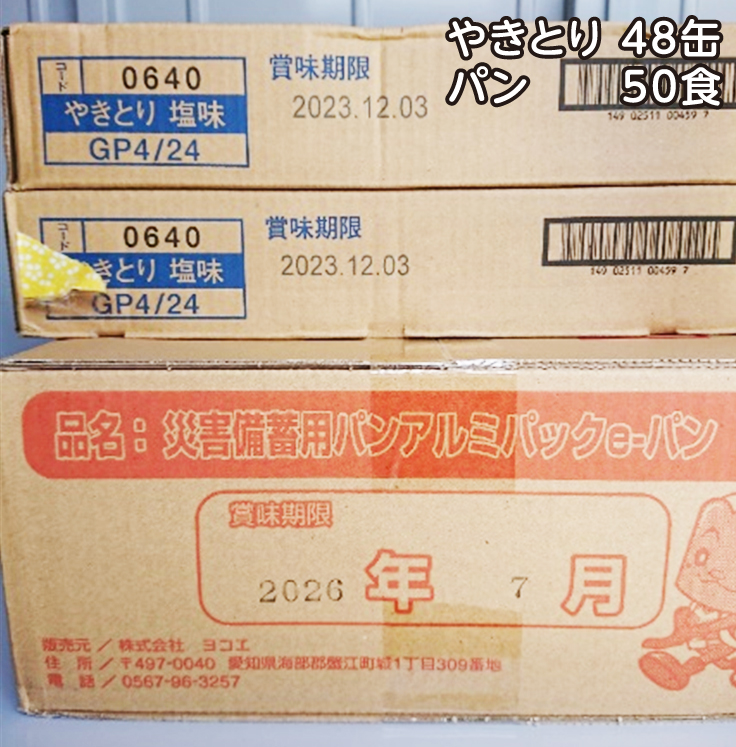 やきとり 48缶
パン 50食
コード 0640
やきとり 塩味
GP4/24
賞味期限
2023.12.03
149 02511 00459 7
コード 0640
きとり 塩味
GP4/24
賞味期限
2023.12.03
149 02511 00459 7
品名：災害備蓄用パンアルミパックe-パン
賞味期限
2026 年 7 月
販売元／株式会社 ヨコエ
住所／〒497-0040 愛知県海部郡蟹江町城1丁目309番地
電話／0567-96-3257